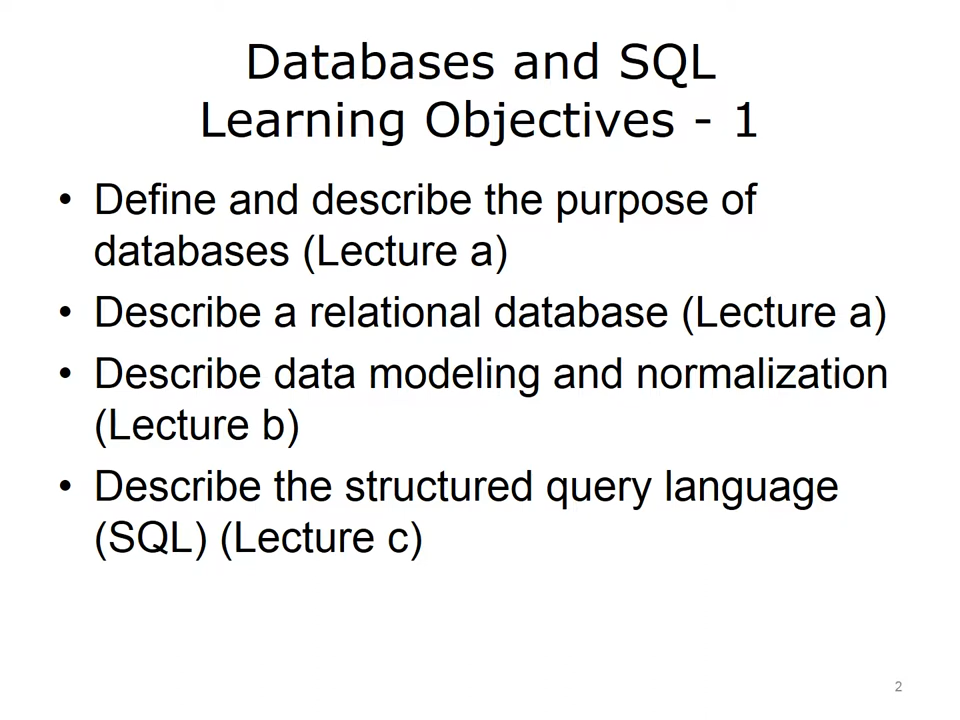 Databases and SQL
Learning Objectives - 1
• Define and describe the purpose of
databases (Lecture a)
• Describe a relational database (Lecture a)
• Describe data modeling and normalization
(Lecture b)
• Describe the structured query language
(SQL) (Lecture c)
2